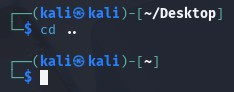 ┌──(kali㉿kali)-[~/Desktop]
└─$ cd ..
┌──(kali㉿kali)-[~]
└─$